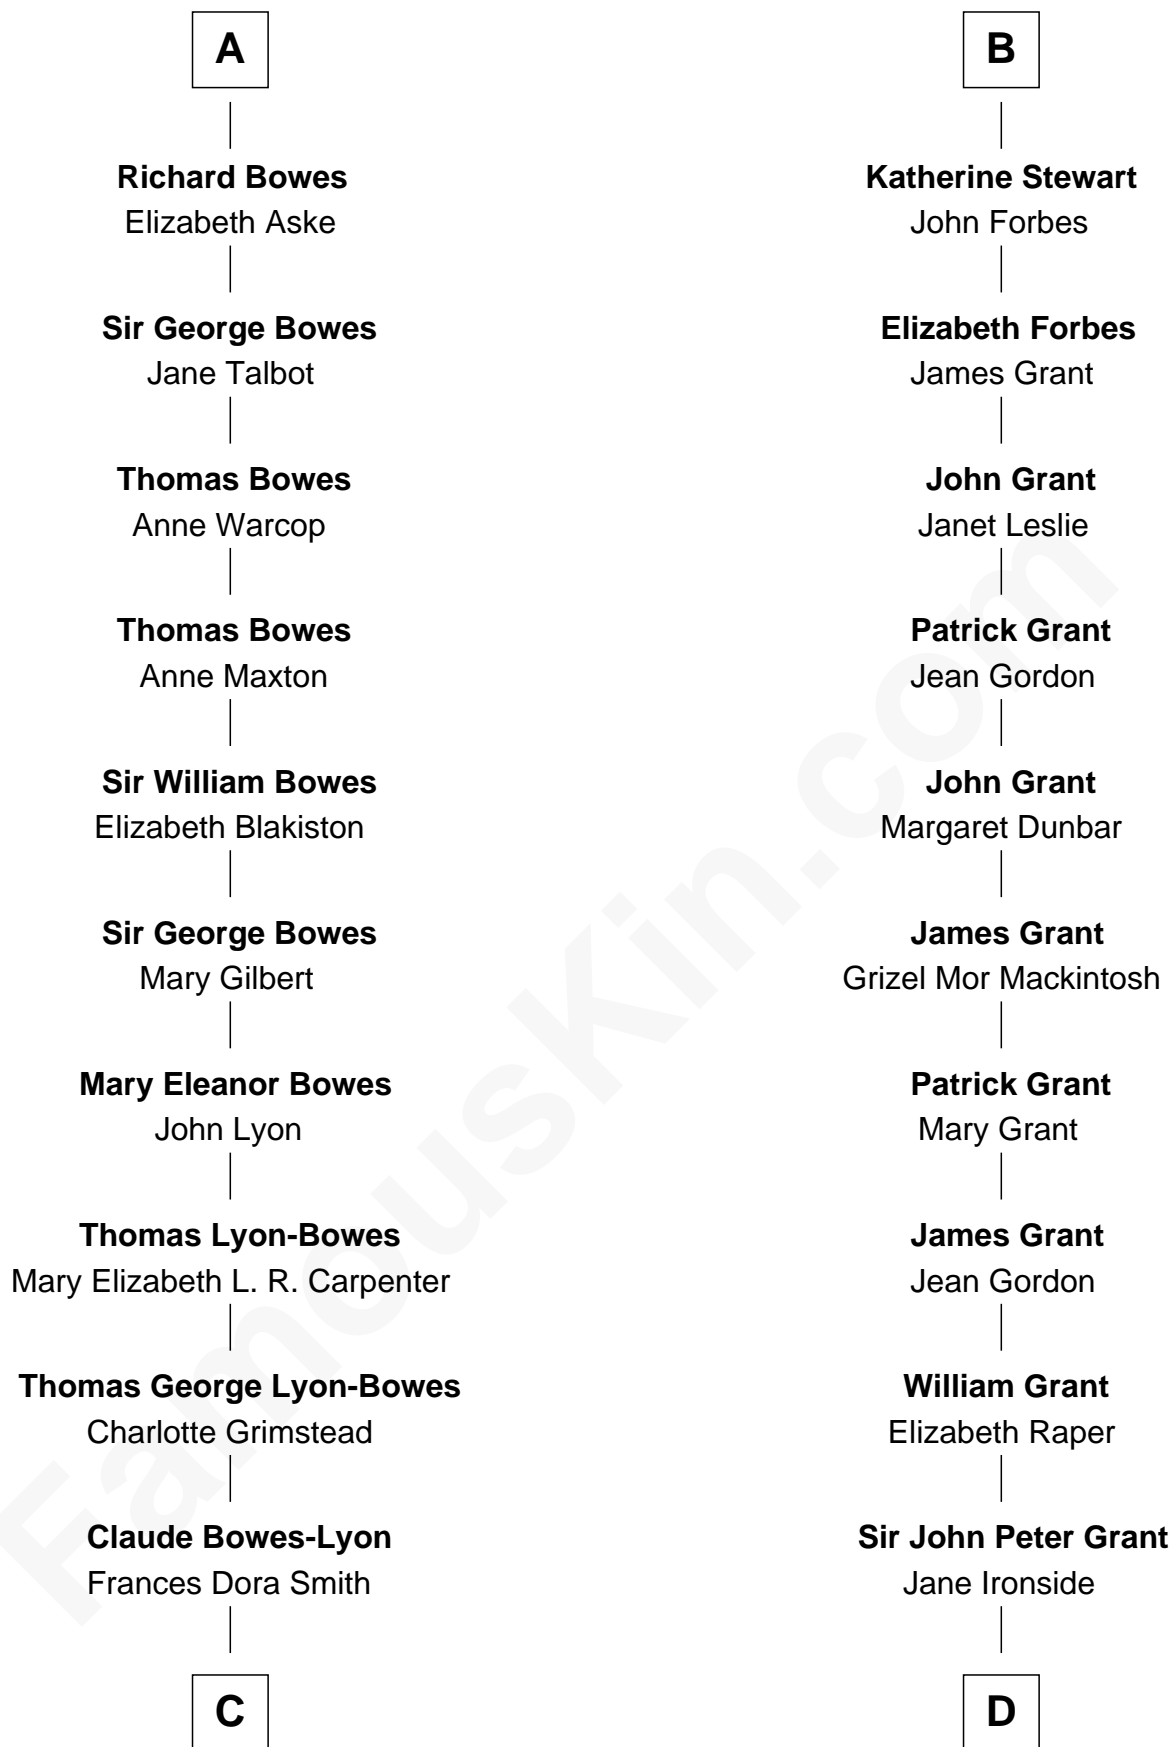 A
Richard Bowes
Elizabeth Aske
Sir George Bowes
Jane Talbot
Thomas Bowes
Anne Warcop
Thomas Bowes
Anne Maxton
Sir William Bowes
Elizabeth Blakiston
Sir George Bowes
Mary Gilbert
Mary Eleanor Bowes
John Lyon
Thomas Lyon-Bowes
Mary Elizabeth L. R. Carpenter
Thomas George Lyon-Bowes
Charlotte Grimstead
Claude Bowes-Lyon
Frances Dora Smith
C
B
Katherine Stewart
John Forbes
Elizabeth Forbes
James Grant
John Grant
Janet Leslie
Patrick Grant
Jean Gordon
John Grant
Margaret Dunbar
James Grant
Grizel Mor Mackintosh
Patrick Grant
Mary Grant
James Grant
Jean Gordon
William Grant
Elizabeth Raper
Sir John Peter Grant
Jane Ironside
D
FamousKin.com